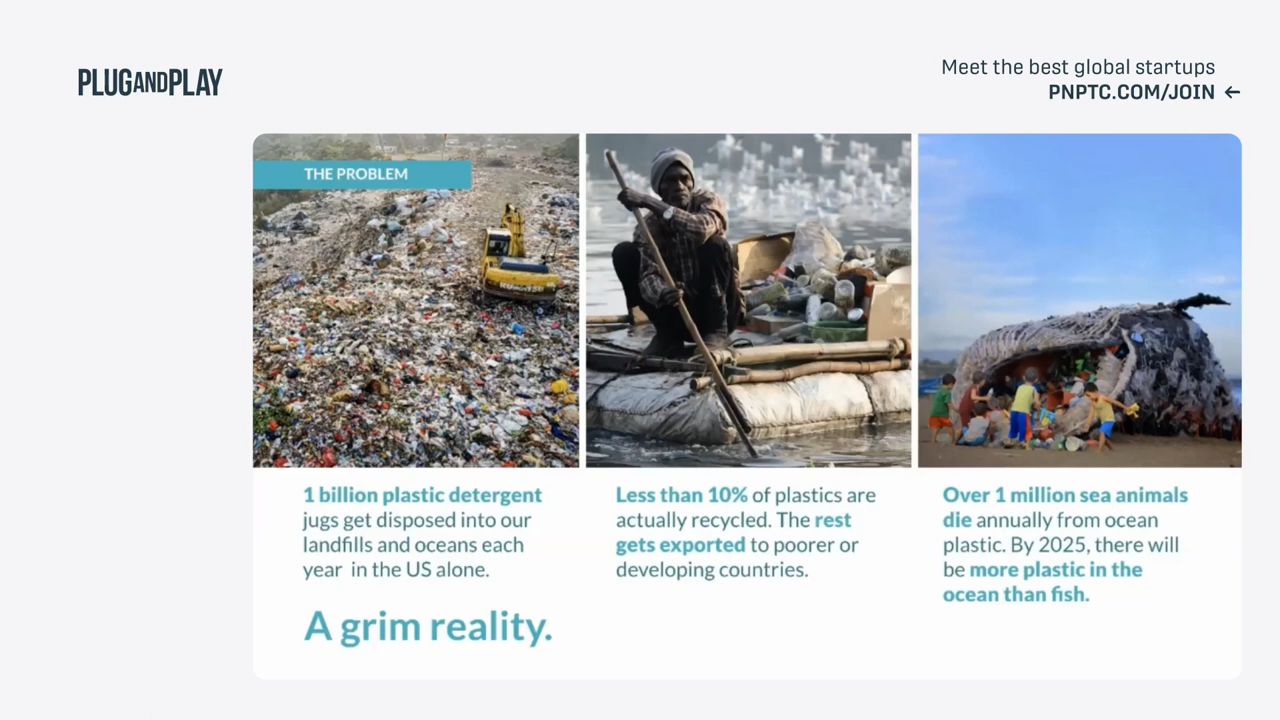 PLUGANDPLAY
Meet the best global startups
PNPTC.COM/JOIN ←
THE PROBLEM
KOMATSU
1 billion plastic detergent
jugs get disposed into our
landfills and oceans each
year in the US alone.
Less than 10% of plastics are
actually recycled. The rest
gets exported to poorer or
developing countries.
Over 1 million sea animals
die annually from ocean
plastic. By 2025, there will
be more plastic in the
ocean than fish.
A grim reality.